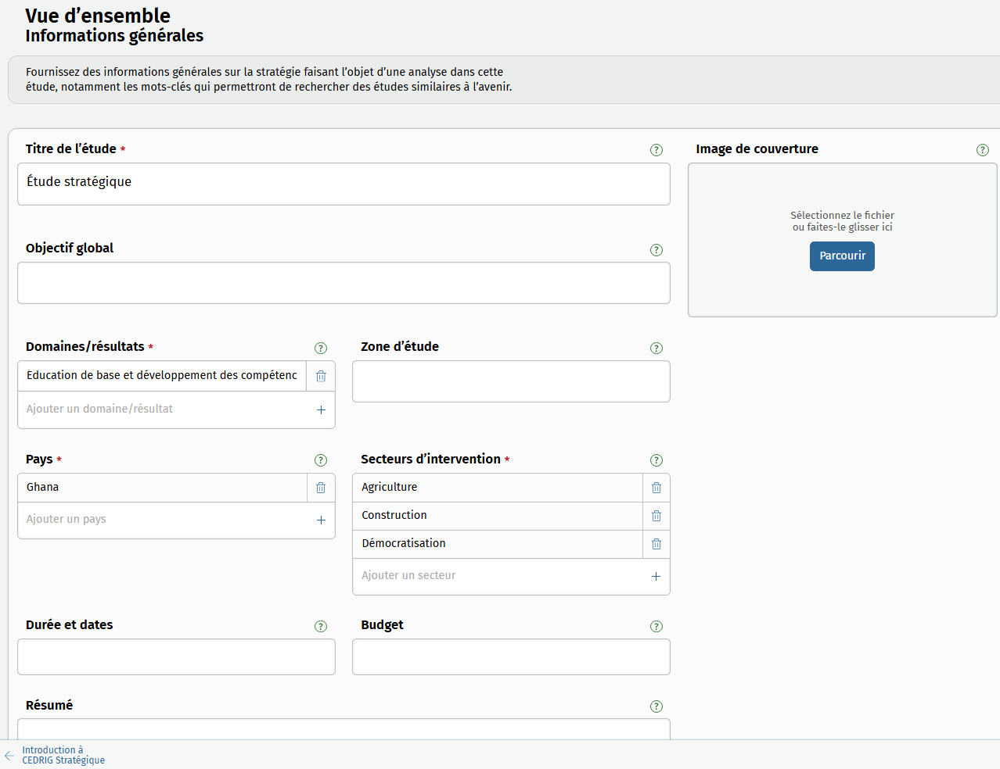 Vue d’ensemble
Informations générales
Fournissez des informations générales sur la stratégie faisant l’objet d’une analyse dans cette
étude, notamment les mots-clés qui permettront de rechercher des études similaires à l’avenir.
Titre de l’étude *
Étude stratégique
Image de couverture
Sélectionnez le fichier
ou faites-le glisser ici
Parcourir
Objectif global
Domaines/résultats *
Éducation de base et développement des compétenc
Ajouter un domaine/résultat
Zone d’étude
Pays *
Ghana
Ajouter un pays
Secteurs d’intervention *
Agriculture
Construction
Démocratisation
Ajouter un secteur
Durée et dates
Budget
Résumé
Introduction à
CEDRIG Stratégique